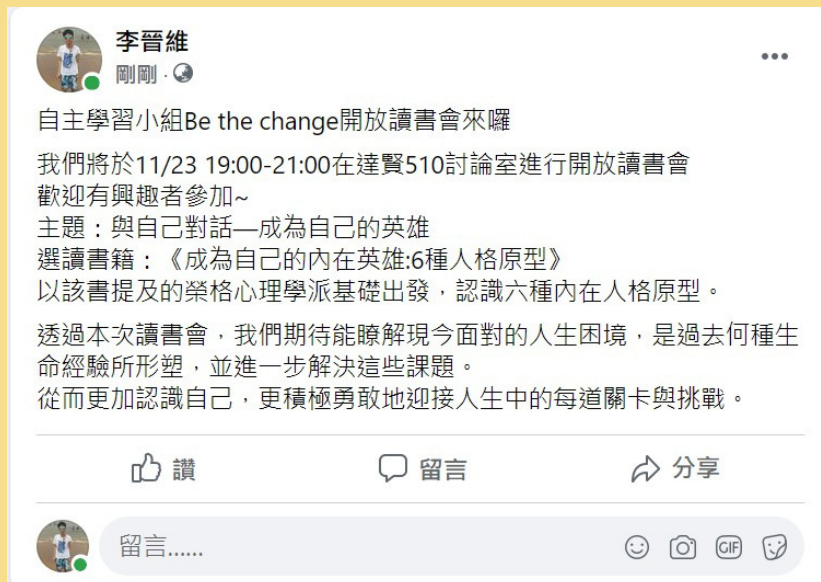 李晉維
剛剛 ·
自主學習小組Be the change開放讀書會來囉
我們將於11/23 19:00-21:00在達賢510討論室進行開放讀書會
歡迎有興趣者參加~
主題：與自己對話—成為自己的英雄
選讀書籍：《成為自己的內在英雄:6種人格原型》
以該書提及的榮格心理學派基礎出發，認識六種內在人格原型。
透過本次讀書會，我們期待能瞭解現今面對的人生困境，是過去何種生
命經驗所形塑，並進一步解決這些課題。
從而更加認識自己，更積極勇敢地迎接人生中的每道關卡與挑戰。
讚 留言 分享
留言...... GIF